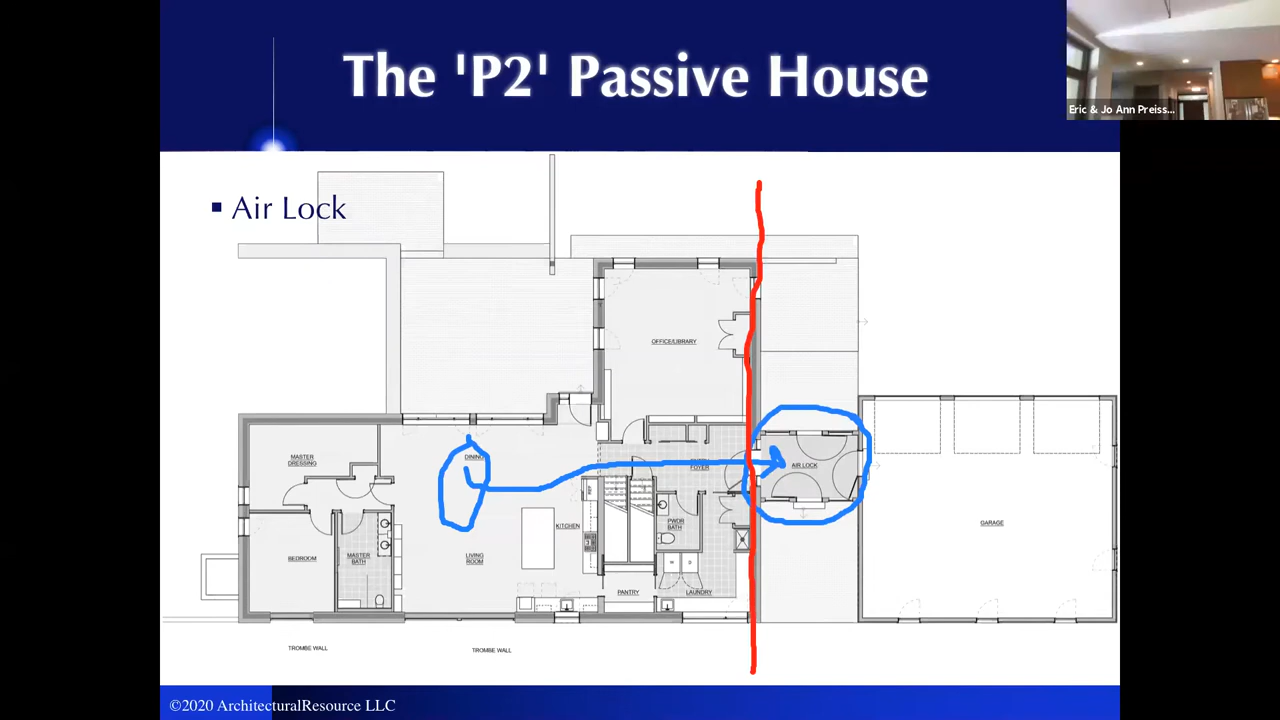 The 'P2' Passive House
Eric & Jo Ann Preiss...
▪ Air Lock
OFFICE/LIBRARY
MASTER
DRESSING
DINING
FOYER
AIR LOCK
REF
KITCHEN
PWDR
BATH
GARAGE
BEDROOM
MASTER
BATH
LIVING
ROOM
PANTRY
LAUNDRY
TROMBE WALL
TROMBE WALL
©2020 ArchitecturalResource LLC